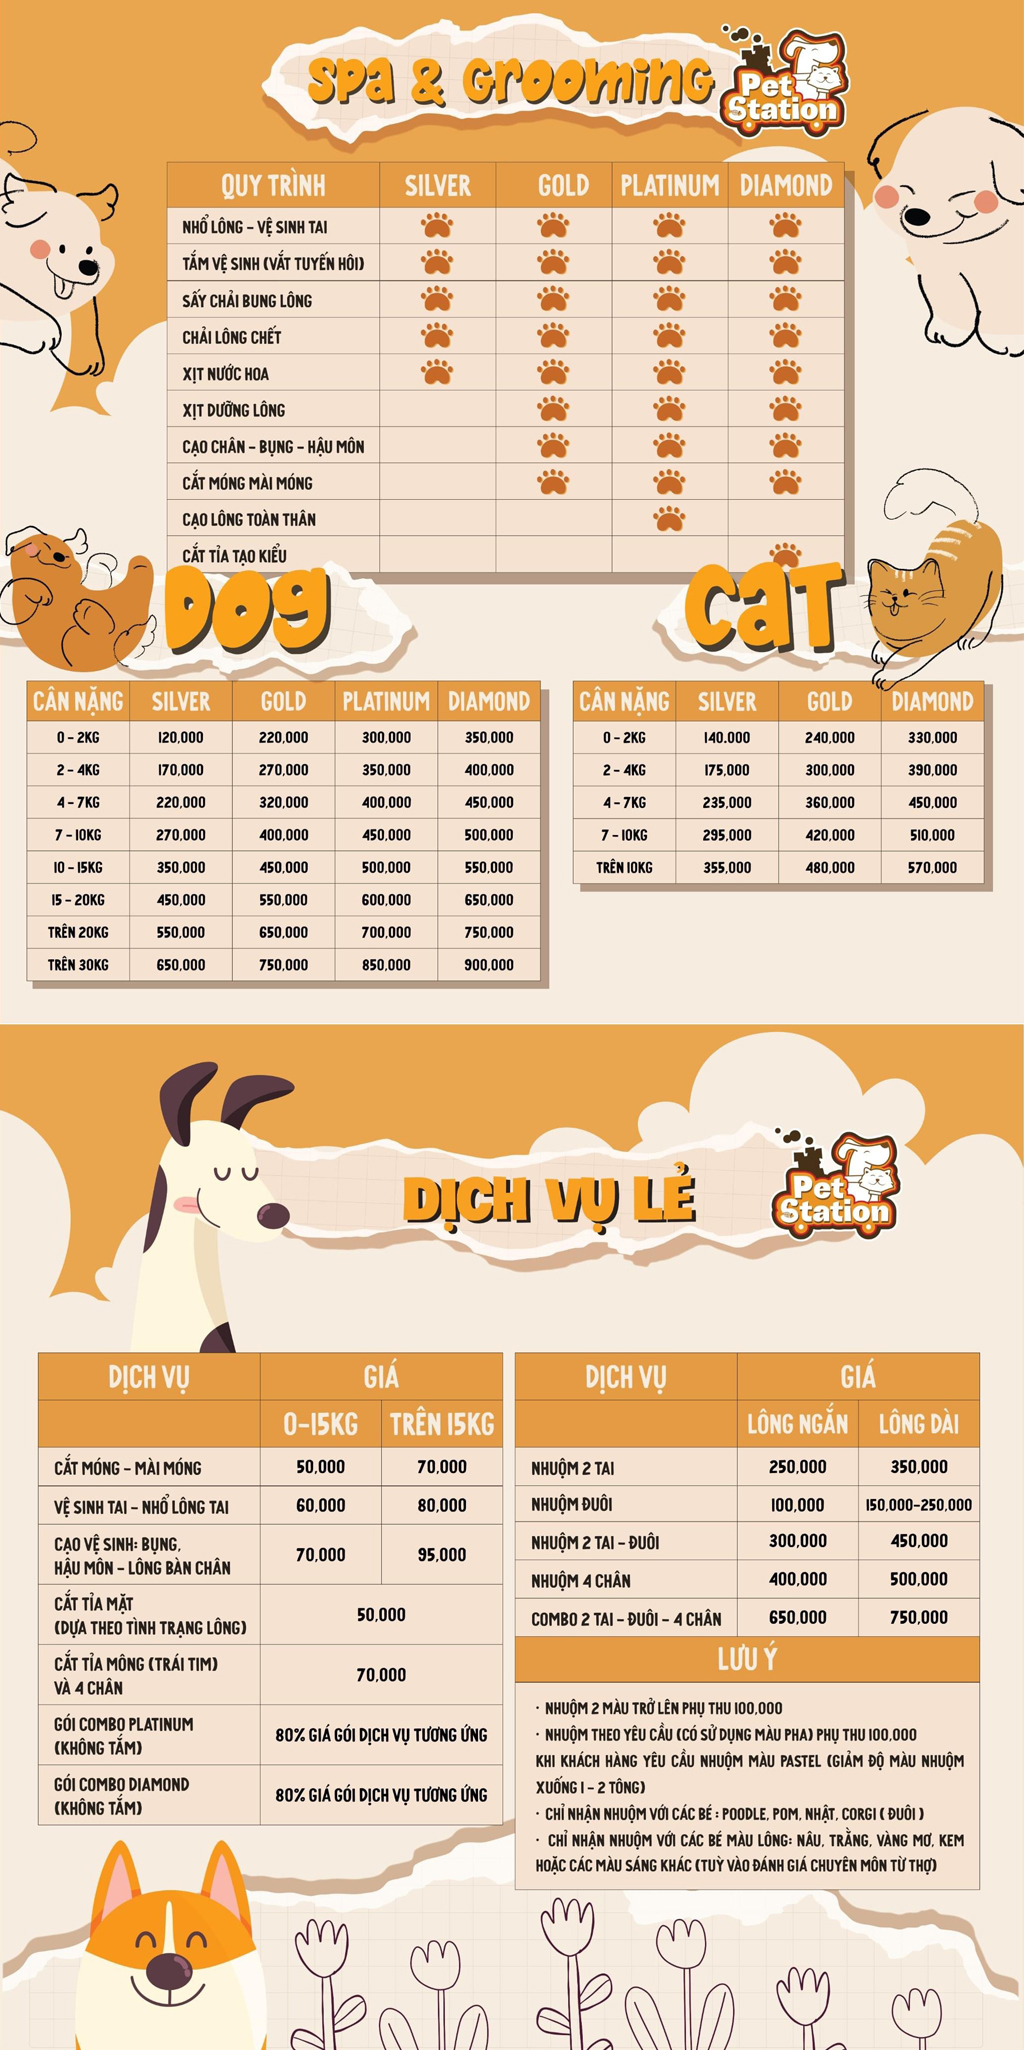 Spa & Grooming
Pet Station
QUY TRÌNH SILVER GOLD PLATINUM DIAMOND
NHỔ LÔNG - VỆ SINH TAI
TẮM VỆ SINH (VẮT TUYẾN HÔI)
SẤY CHẢI BUNG LÔNG
CHẢI LÔNG CHẾT
XỊT NƯỚC HOA
XỊT DƯỠNG LÔNG
CẠO CHÂN - BỤNG - HẬU MÔN
CẮT MÓNG MÀI MÓNG
CẠO LÔNG TOÀN THÂN
CẮT TỈA TẠO KIỂU
Dog
CÂN NẶNG SILVER GOLD PLATINUM DIAMOND
0 - 2KG 120,000 220,000 300,000 350,000
2 - 4KG 170,000 270,000 350,000 400,000
4 - 7KG 220,000 320,000 400,000 450,000
7 - 10KG 270,000 400,000 450,000 500,000
10 - 15KG 350,000 450,000 500,000 550,000
15 - 20KG 450,000 550,000 600,000 650,000
TRÊN 20KG 550,000 650,000 700,000 750,000
TRÊN 30KG 650,000 750,000 850,000 900,000
Cat
CÂN NẶNG SILVER GOLD DIAMOND
0 - 2KG 140.000 240,000 330,000
2 - 4KG 175,000 300,000 390,000
4 - 7KG 235,000 360,000 450,000
7 - 10KG 295,000 420,000 510,000
TRÊN 10KG 355,000 480,000 570,000
DỊCH VỤ LẺ
Pet Station
DỊCH VỤ GIÁ
0-15KG TRÊN 15KG
CẮT MÓNG - MÀI MÓNG 50,000 70,000
VỆ SINH TAI - NHỔ LÔNG TAI 60,000 80,000
CẠO VỆ SINH: BỤNG,
HẬU MÔN - LÔNG BÀN CHÂN 70,000 95,000
CẮT TỈA MẶT
(DỰA THEO TÌNH TRẠNG LÔNG) 50,000
CẮT TỈA MÔNG (TRÁI TIM)
VÀ 4 CHÂN 70,000
GÓI COMBO PLATINUM
(KHÔNG TẮM) 80% GIÁ GÓI DỊCH VỤ TƯƠNG ỨNG
GÓI COMBO DIAMOND
(KHÔNG TẮM) 80% GIÁ GÓI DỊCH VỤ TƯƠNG ỨNG
DỊCH VỤ GIÁ
LÔNG NGẮN LÔNG DÀI
NHUỘM 2 TAI 250,000 350,000
NHUỘM ĐUÔI 100,000 150,000-250,000
NHUỘM 2 TAI - ĐUÔI 300,000 450,000
NHUỘM 4 CHÂN 400,000 500,000
COMBO 2 TAI - ĐUÔI - 4 CHÂN 650,000 750,000
LƯU Ý
· NHUỘM 2 MÀU TRỞ LÊN PHỤ THU 100,000
· NHUỘM THEO YÊU CẦU (CÓ SỬ DỤNG MÀU PHA) PHỤ THU 100,000
KHI KHÁCH HÀNG YÊU CẦU NHUỘM MÀU PASTEL (GIẢM ĐỘ MÀU NHUỘM
XUỐNG 1 - 2 TÔNG)
· CHỈ NHẬN NHUỘM VỚI CÁC BÉ : POODLE, POM, NHẬT, CORGI ( ĐUÔI )
· CHỈ NHẬN NHUỘM VỚI CÁC BÉ MÀU LÔNG: NÂU, TRẮNG, VÀNG MƠ, KEM
HOẶC CÁC MÀU SÁNG KHÁC (TUỲ VÀO ĐÁNH GIÁ CHUYÊN MÔN TỪ THỢ)